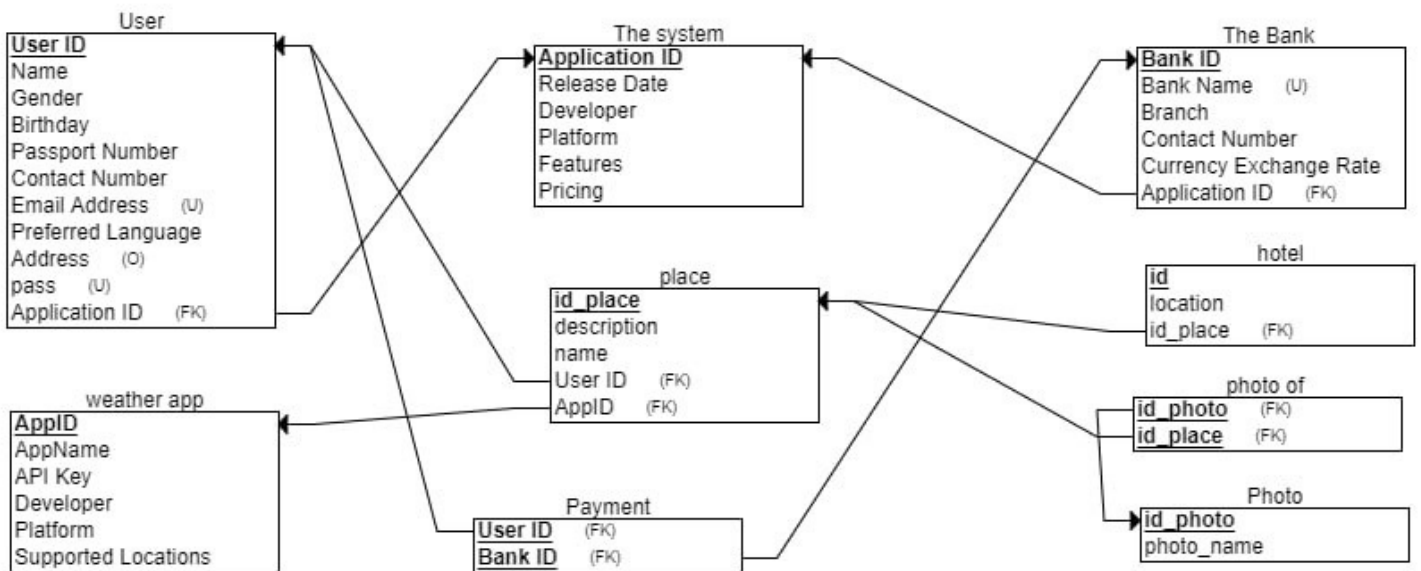 User
User ID
Name
Gender
Birthday
Passport Number
Contact Number
Email Address (U)
Preferred Language
Address (O)
pass (U)
Application ID (FK)
The system
Application ID
Release Date
Developer
Platform
Features
Pricing
The Bank
Bank ID
Bank Name (U)
Branch
Contact Number
Currency Exchange Rate
Application ID (FK)
place
id_place
description
name
User ID (FK)
AppID (FK)
hotel
id
location
id_place (FK)
weather app
AppID
AppName
API Key
Developer
Platform
Supported Locations
Payment
User ID (FK)
Bank ID (FK)
photo of
id_photo (FK)
id_place (FK)
Photo
id_photo
photo_name